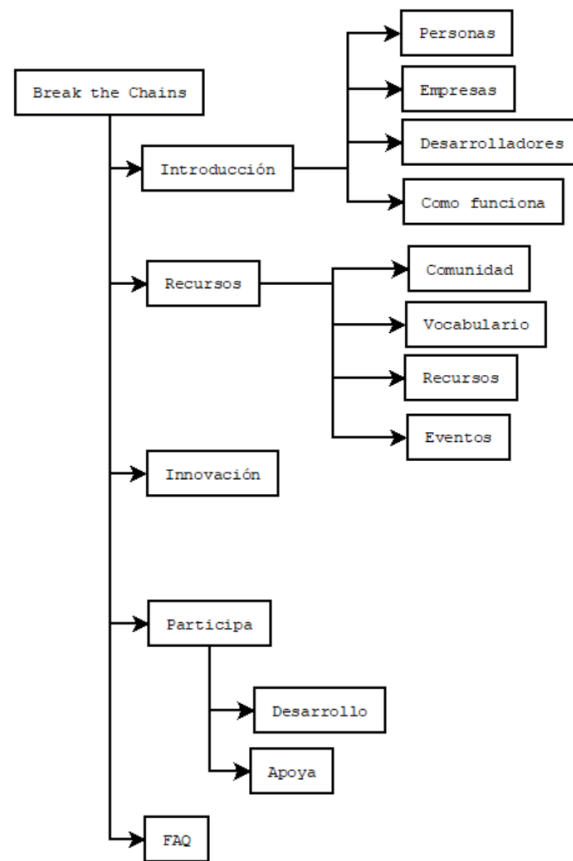 Break the Chains
Introducción
Personas
Empresas
Desarrolladores
Como funciona
Recursos
Comunidad
Vocabulario
Recursos
Eventos
Innovación
Participa
Desarrollo
Apoya
FAQ